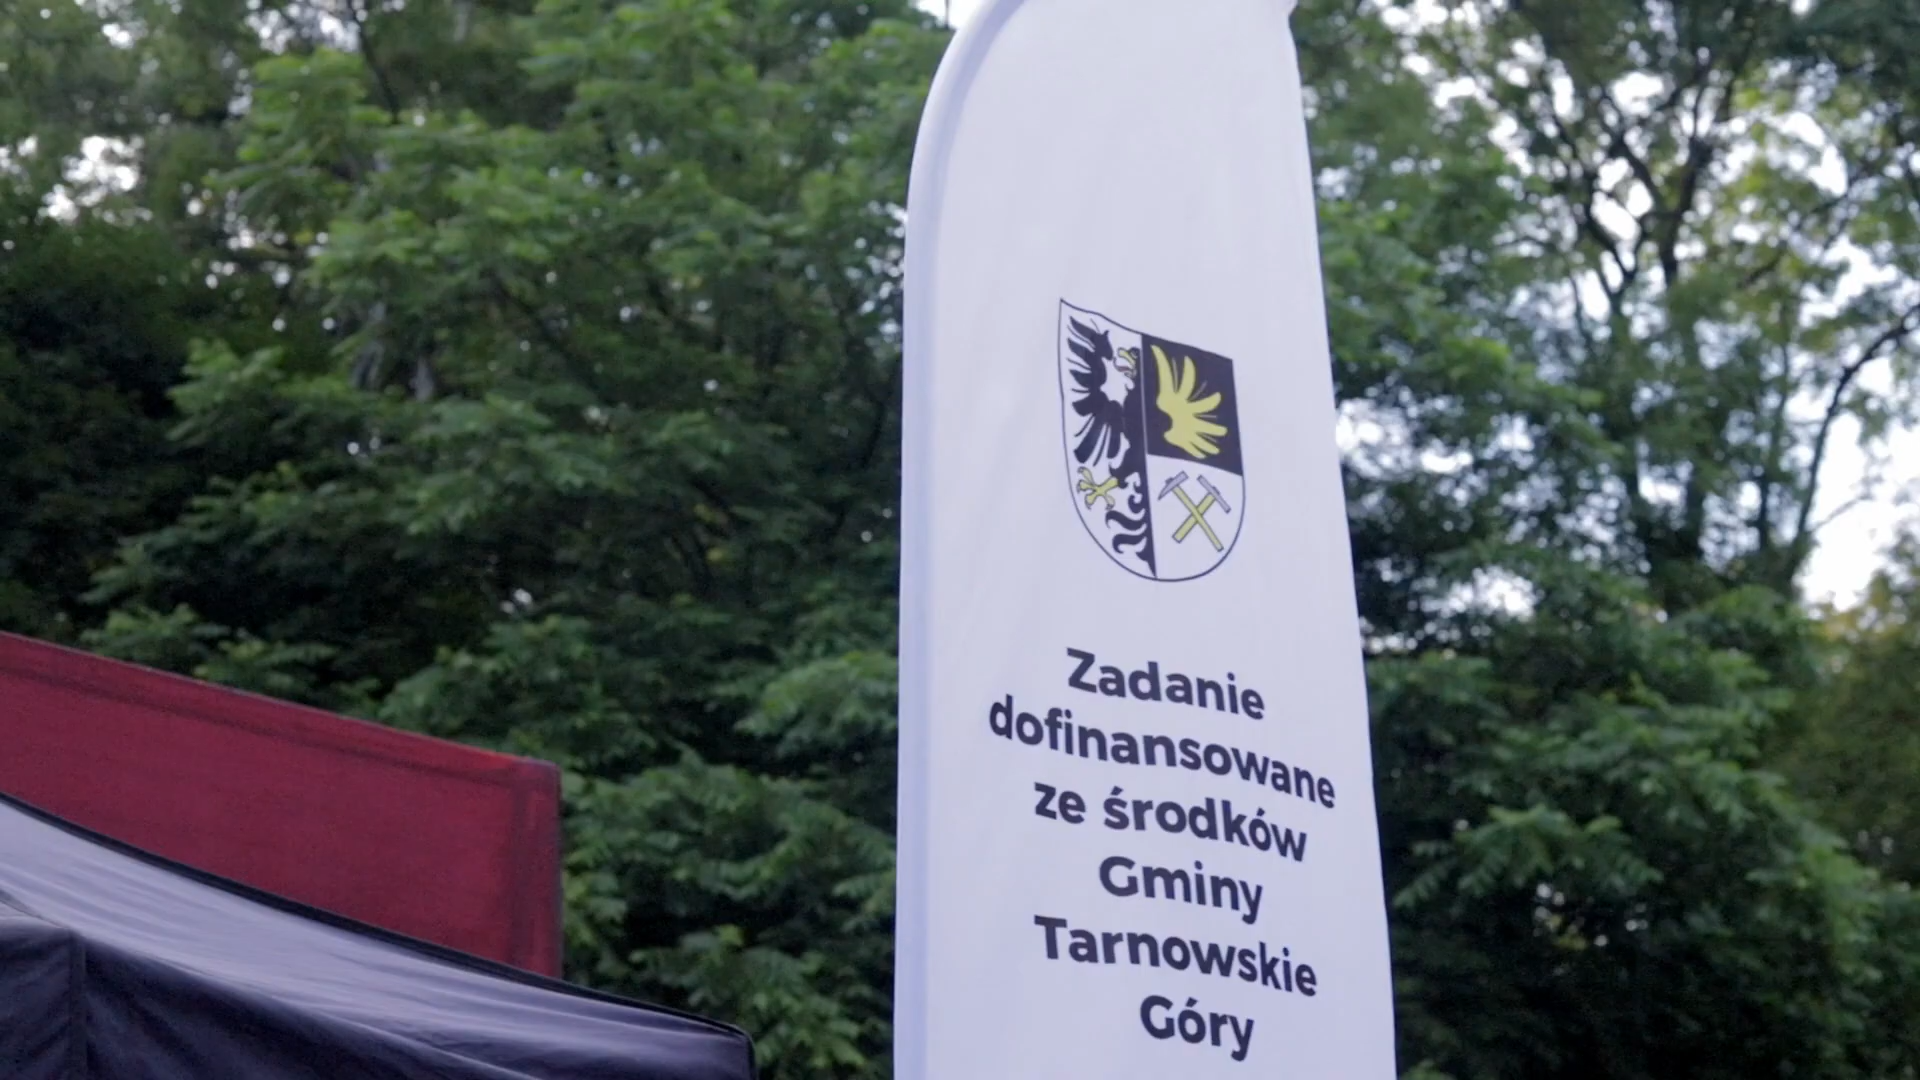 Zadanie
dofinansowane
ze środków
Gminy
Tarnowskie
Góry